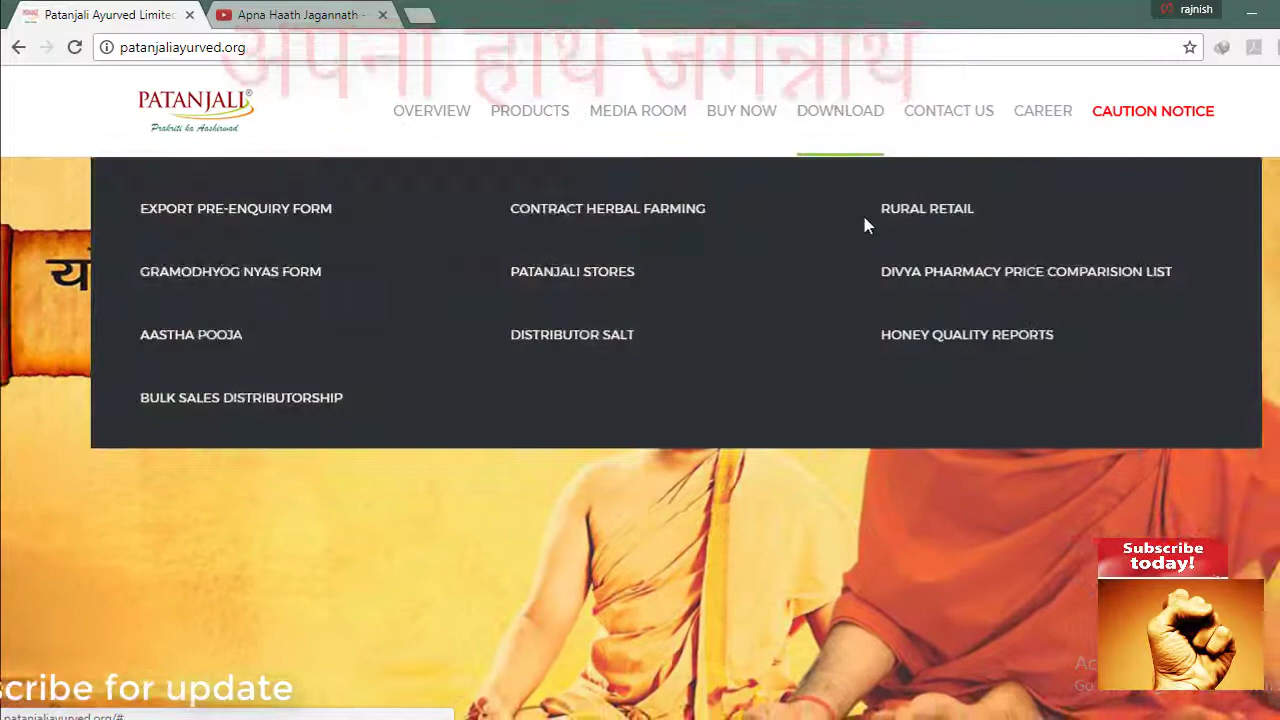 Patanjali Ayurved Limited
Apna Haath Jagannath -
rajnish
patanjaliayurved.org
अपना हाथ जगन्नाथ
PATANJALI®
Prakriti ka Aashirwad
OVERVIEW PRODUCTS MEDIA ROOM BUY NOW DOWNLOAD CONTACT US CAREER CAUTION NOTICE
EXPORT PRE-ENQUIRY FORM CONTRACT HERBAL FARMING RURAL RETAIL
GRAMODHYOG NYAS FORM PATANJALI STORES DIVYA PHARMACY PRICE COMPARISION LIST
AASTHA POOJA DISTRIBUTOR SALT HONEY QUALITY REPORTS
BULK SALES DISTRIBUTORSHIP
Subscribe
today!
scribe for update
patanjaliayurved.org/#